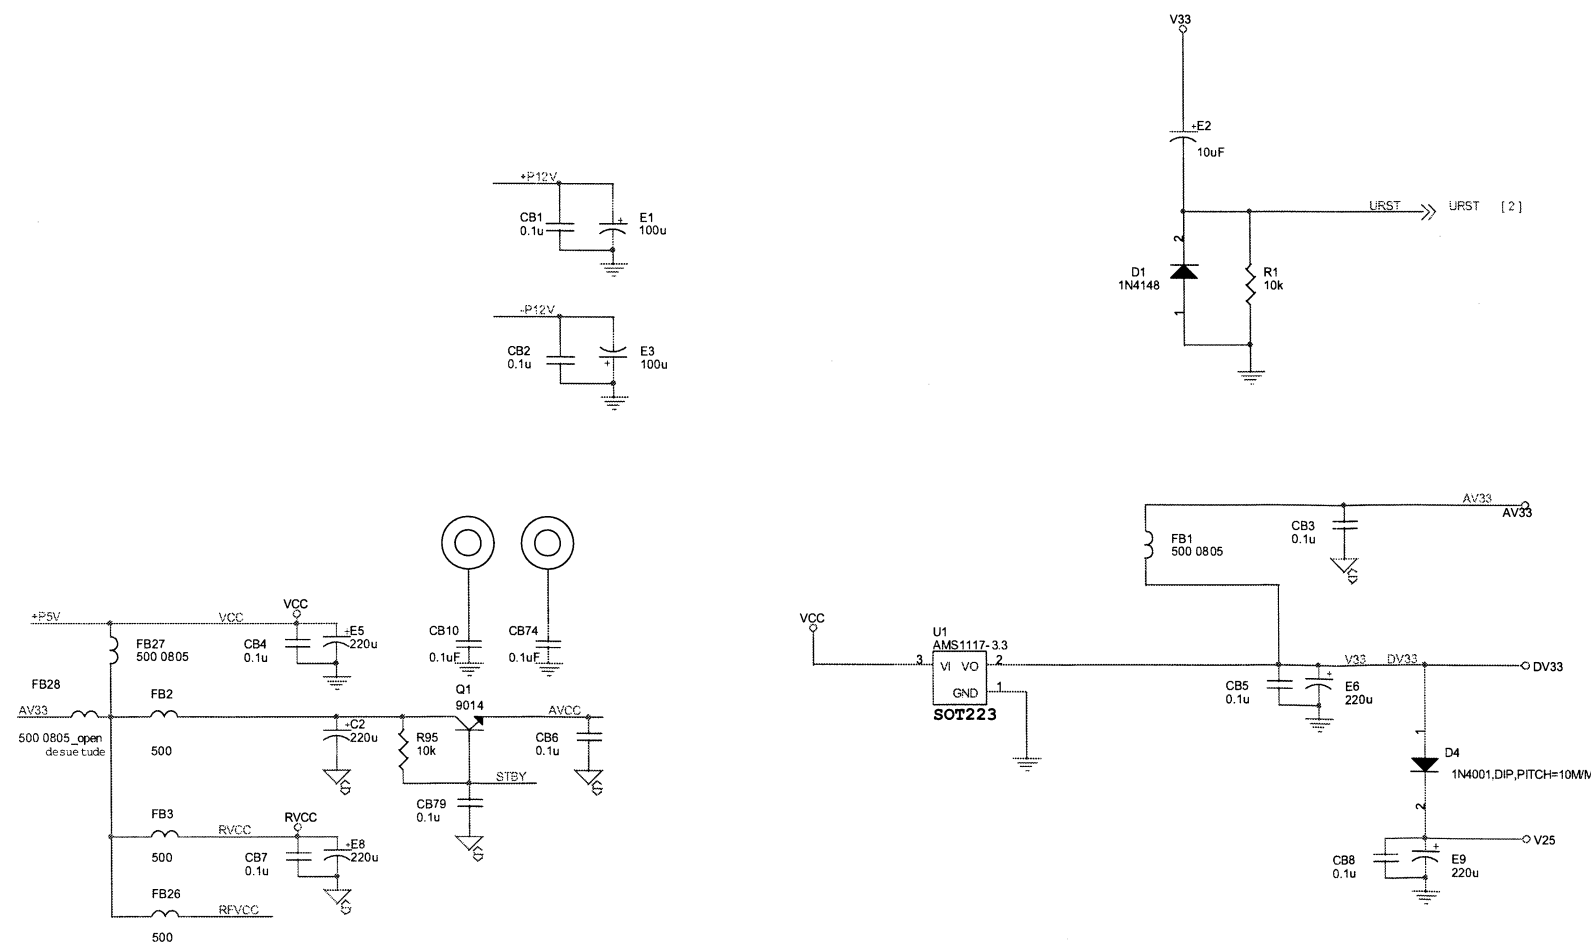 V33
+E2
10uF
URST
URST [2]
2
D1
1N4148
1
R1
10k
+P12V
CB1
0.1u
+
E1
100u
-P12V
CB2
0.1u
+
E3
100u
AV33
AV33
CB3
0.1u
FB1
500 0805
VCC
U1
AMS1117-3.3
3
VI VO
2
GND
1
SOT223
V33
DV33
DV33
CB5
0.1u
+
E6
220u
1
D4
1N4001,DIP,PITCH=10M/M
2
V25
CB8
0.1u
+
E9
220u
+P5V
VCC
VCC
FB27
500 0805
CB4
0.1u
+E5
220u
CB10
0.1uF
CB74
0.1uF
FB28
AV33
500 0805_open
desuetude
FB2
500
+C2
220u
R95
10k
Q1
9014
AVCC
CB6
0.1u
STBY
CB79
0.1u
FB3
500
RVCC
RVCC
CB7
0.1u
+E8
220u
FB26
RFVCC
500